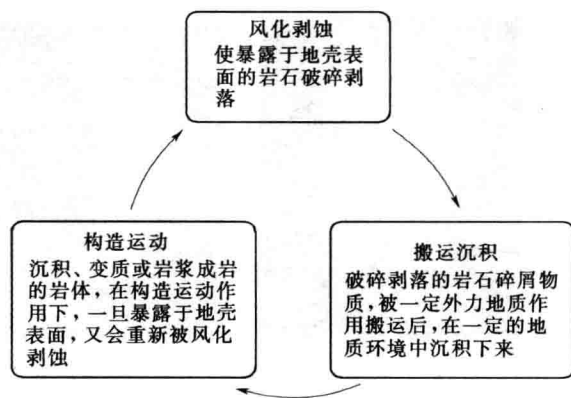 风化剥蚀
使暴露于地壳表
面的岩石破碎剥
落
构造运动
沉积、变质或岩浆成岩
的岩体，在构造运动作
用下，一旦暴露于地壳
表面，又会重新被风化
剥蚀
搬运沉积
破碎剥落的岩石碎屑物
质，被一定外力地质作
用搬运后，在一定的地
质环境中沉积下来